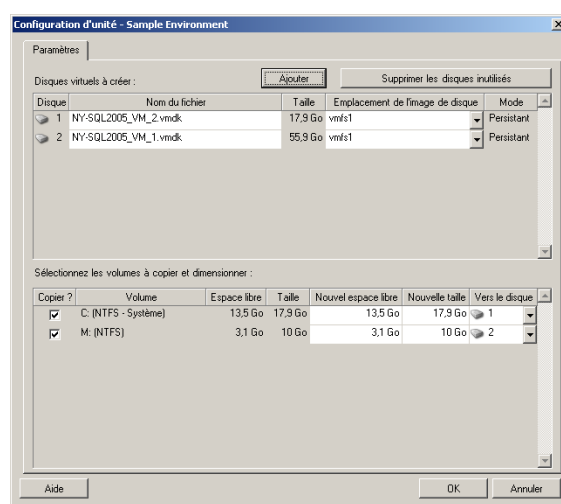 Configuration d'unité - Sample Environment
Paramètres
Disques virtuels à créer : Ajouter Supprimer les disques inutilisés
Disque Nom du fichier Taille Emplacement de l'image de disque Mode
1 NY-SQL2005_VM_2.vmdk 17,9 Go vmfs1 Persistant
2 NY-SQL2005_VM_1.vmdk 55,9 Go vmfs1 Persistant
Sélectionnez les volumes à copier et dimensionner :
Copier ? Volume Espace libre Taille Nouvel espace libre Nouvelle taille Vers le disque
C: (NTFS - Système) 13,5 Go 17,9 Go 13,5 Go 17,9 Go 1
M: (NTFS) 3,1 Go 10 Go 3,1 Go 10 Go 2
Aide OK Annuler